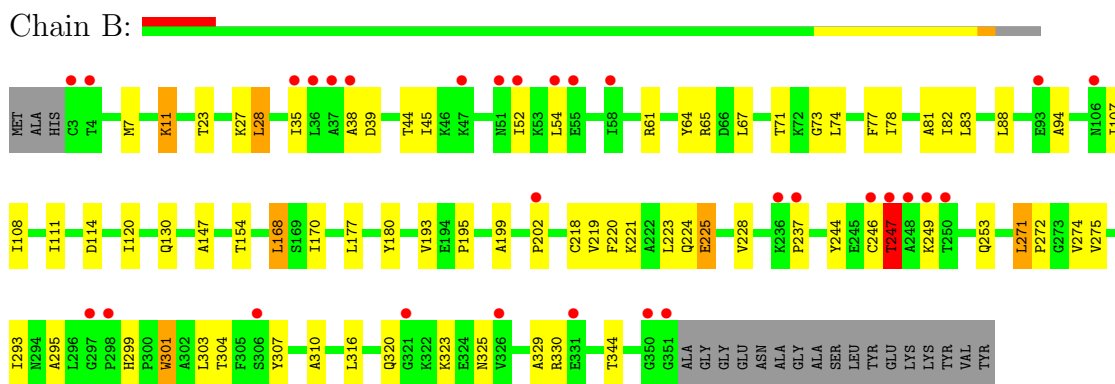 Chain B:
MET ALA HIS C3 T4 M7 K11 T23 K27 L28 I35 L36 A37 A38 D39 T44 I45 K46 K47 N51 I52 K53 L54 E55 I58 R61 Y64 R65 D66 L67 T71 K72 G73 L74 F77 I78 A81 I82 L83 L88 E93 A94 N106 I107
I108 I111 D114 I120 Q130 A147 T154 L168 S169 I170 L177 Y180 V193 E194 P195 A199 P202 C218 V219 F220 K221 A222 L223 Q224 E225 V228 K236 P237 Y244 E245 C246 T247 A248 K249 T250 Q253 L271 P272 G273 V274 V275
I293 N294 A295 L296 G297 P298 H299 P300 W301 A302 L303 T304 F305 S306 Y307 A310 L316 Q320 G321 K322 K323 E324 N325 V326 A329 R330 E331 T344 G350 G351 ALA GLY GLY GLU ASN ALA GLY ALA SER LEU TYR GLU LYS LYS TYR VAL TYR